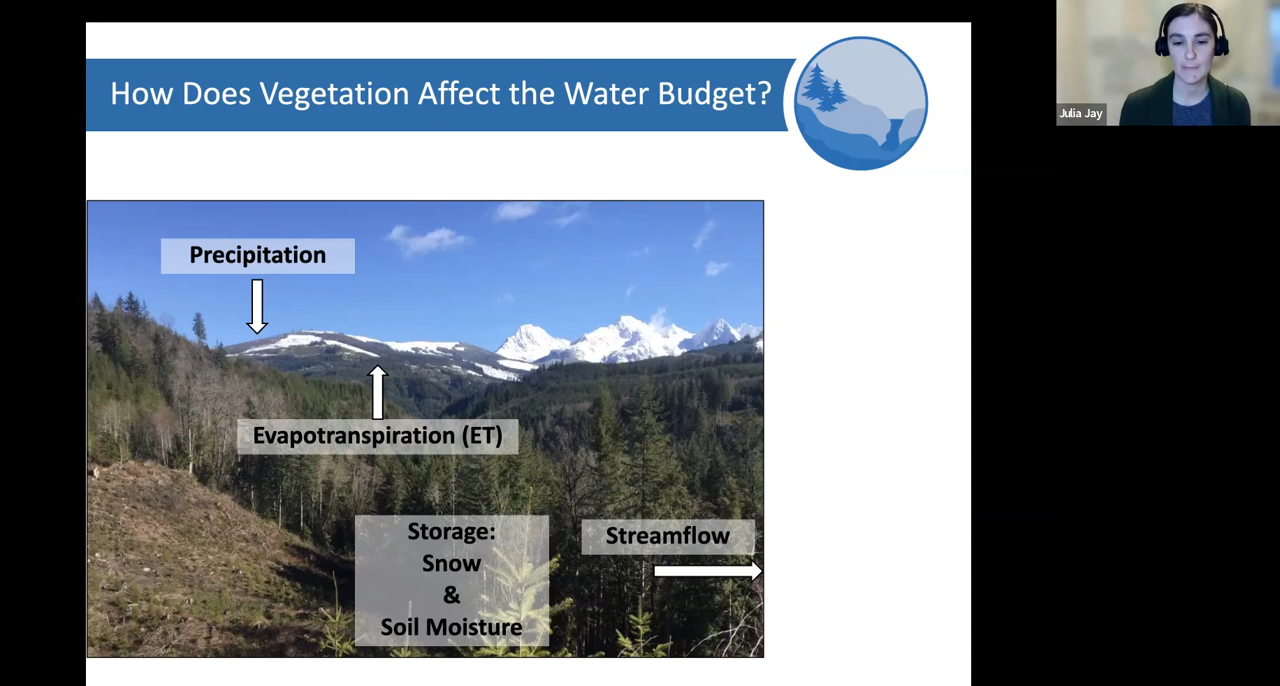 How Does Vegetation Affect the Water Budget?
Julia Jay
Precipitation
Evapotranspiration (ET)
Storage:
Snow
&
Soil Moisture
Streamflow